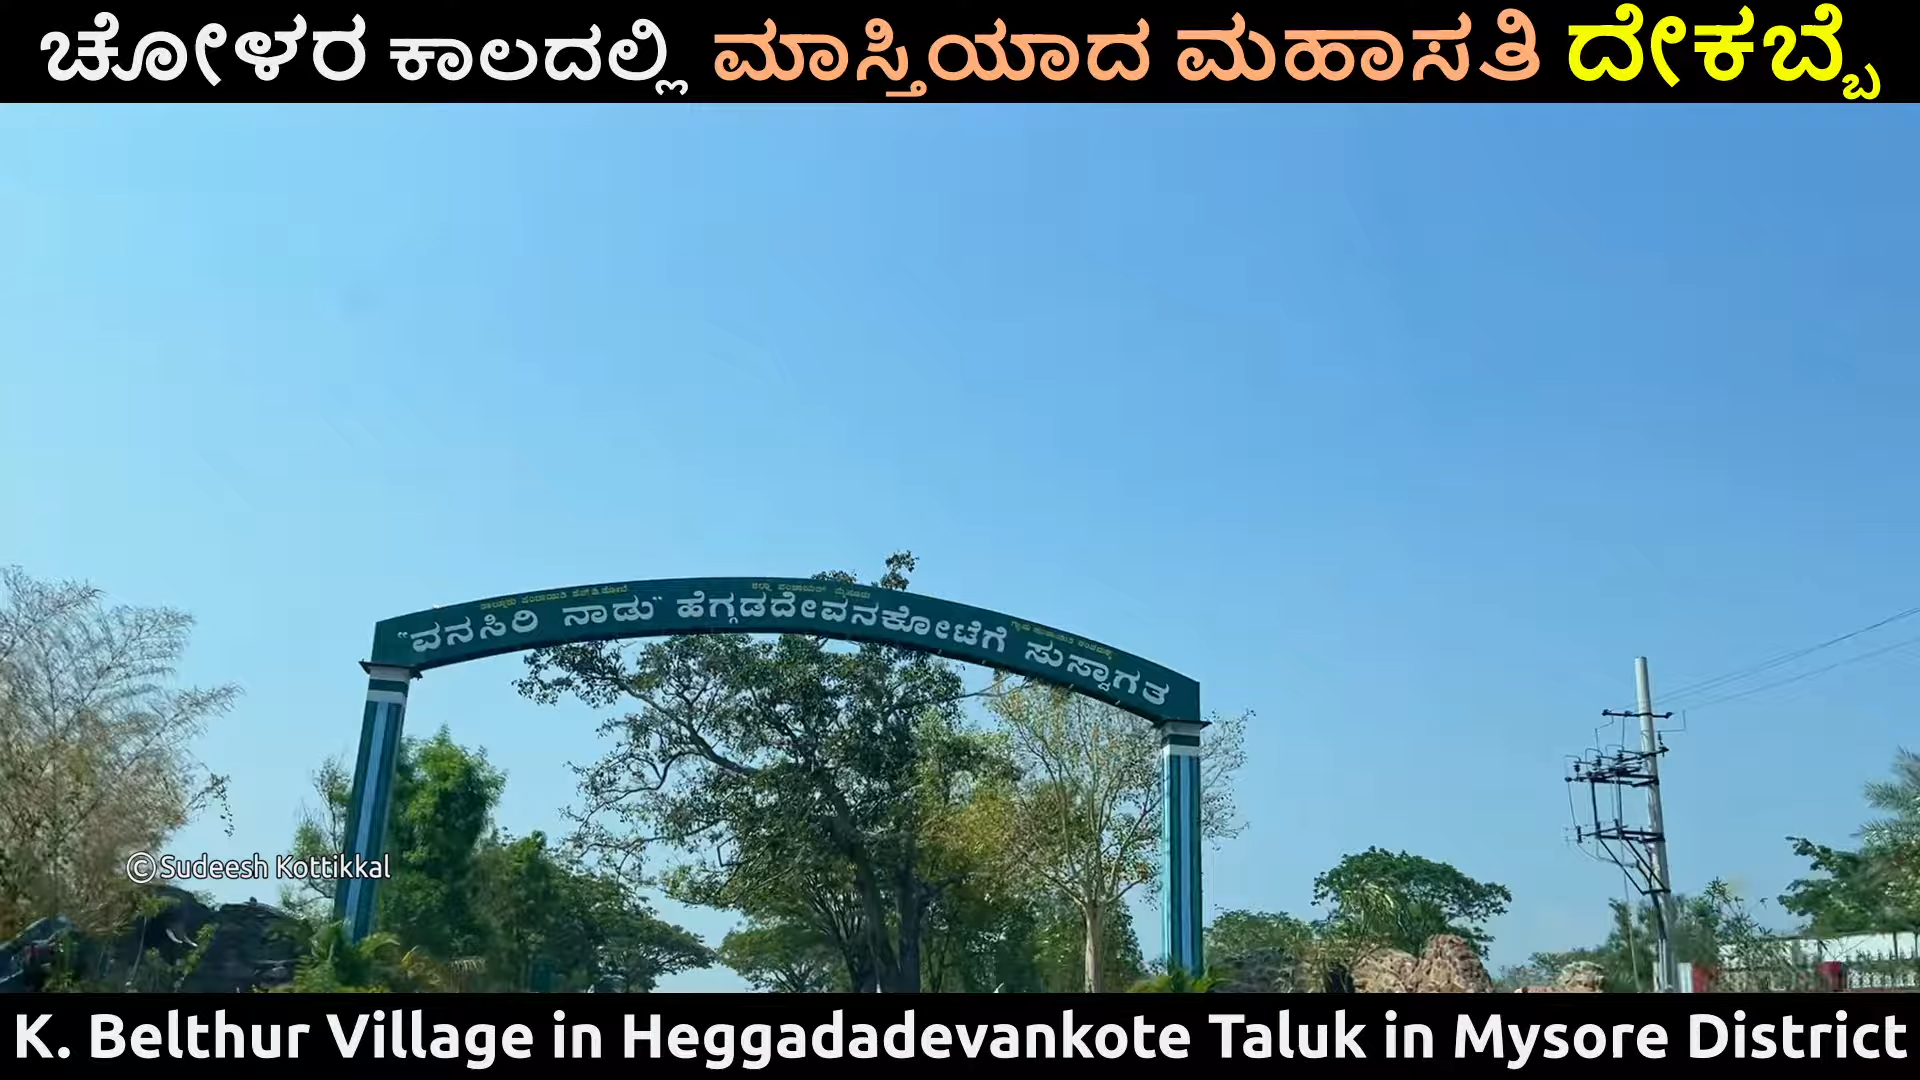 ಚೋಳರ ಕಾಲದಲ್ಲಿ ಮಾಸ್ತಿಯಾದ ಮಹಾಸತಿ ದೇಕಬ್ಬೆ
"ವನಸಿರಿ ನಾಡು" ಹೆಗ್ಗಡದೇವನಕೋಟೆಗೆ ಸುಸ್ವಾಗತ
©Sudeesh Kottikkal
K. Belthur Village in Heggadadevankote Taluk in Mysore District